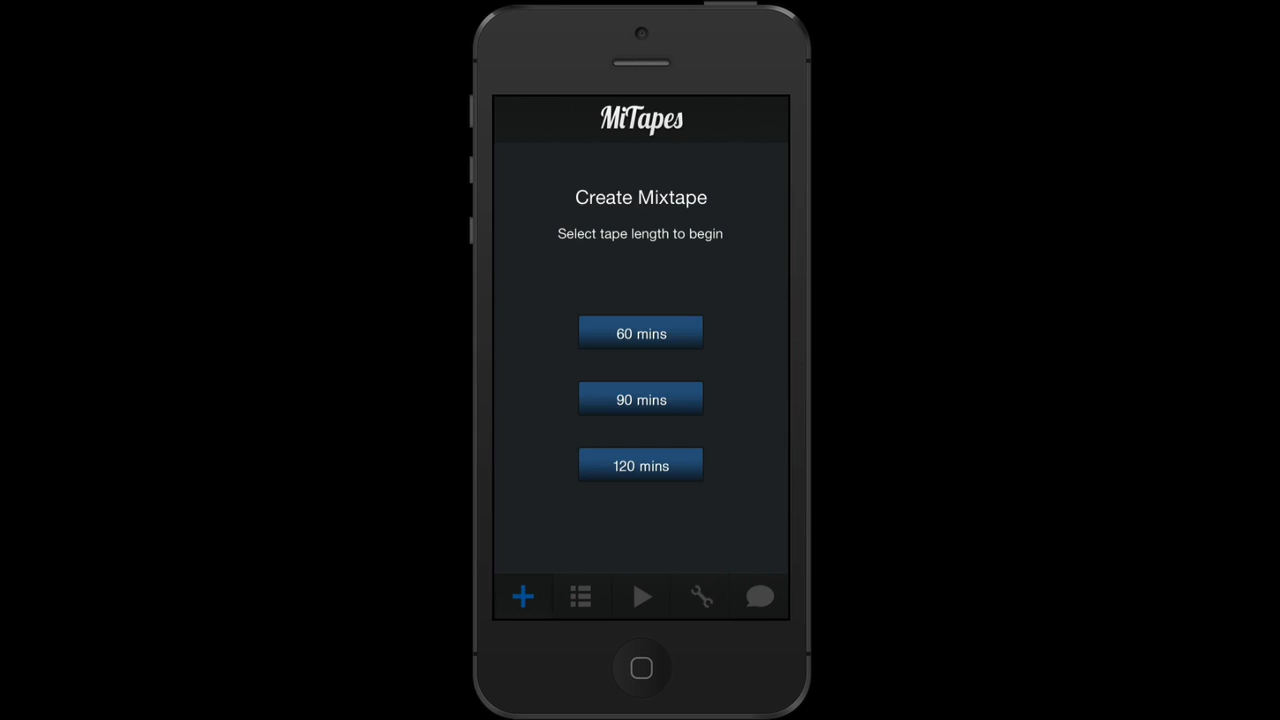 MiTapes
Create Mixtape
Select tape length to begin
60 mins
90 mins
120 mins